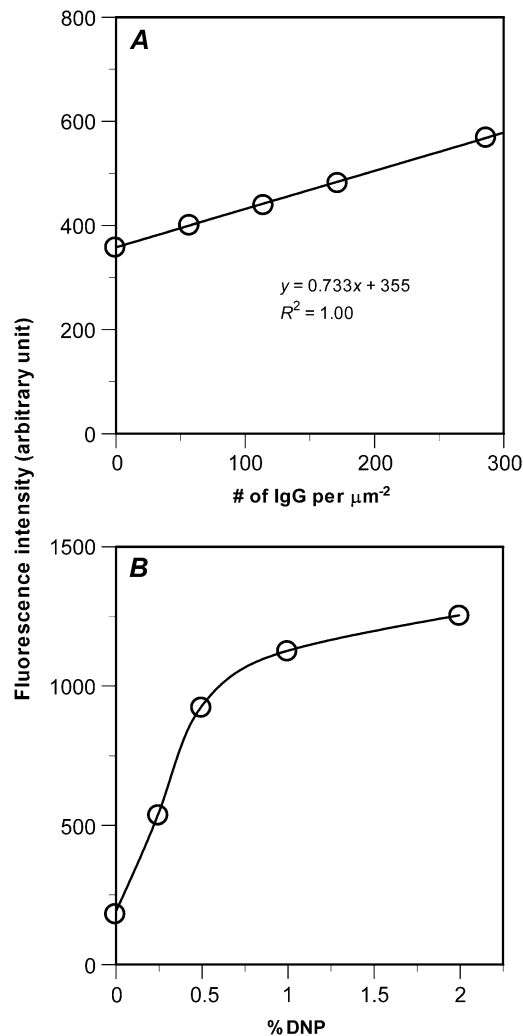 A
800
600
400
200
0
y = 0.733x + 355
R2 = 1.00
0 100 200 300
# of IgG per μm-2
Fluorescence intensity (arbitrary unit)
B
1500
1000
500
0
0 0.5 1 1.5 2
%DNP